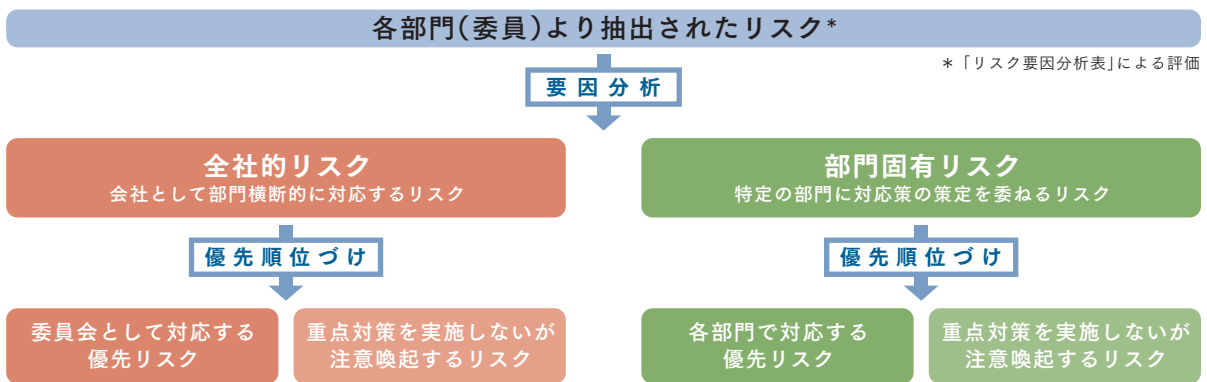 各部門(委員)より抽出されたリスク*
*「リスク要因分析表」による評価
要因分析
全社的リスク
会社として部門横断的に対応するリスク
部門固有リスク
特定の部門に対応策の策定を委ねるリスク
優先順位づけ
優先順位づけ
委員会として対応する
優先リスク
重点対策を実施しないが
注意喚起するリスク
各部門で対応する
優先リスク
重点対策を実施しないが
注意喚起するリスク